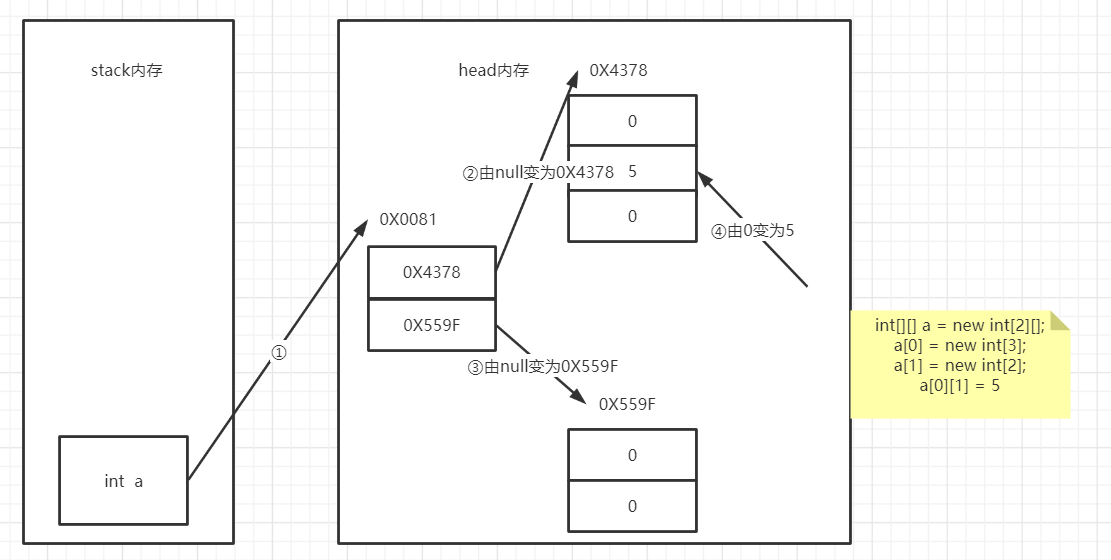 stack内存
head内存
0X4378
0
②由null变为0X4378
5
0
④由0变为5
0X0081
0X4378
0X559F
①
③由null变为0X559F
0X559F
0
0
int  a
int[][] a = new int[2][];
a[0] = new int[3];
a[1] = new int[2];
a[0][1] = 5